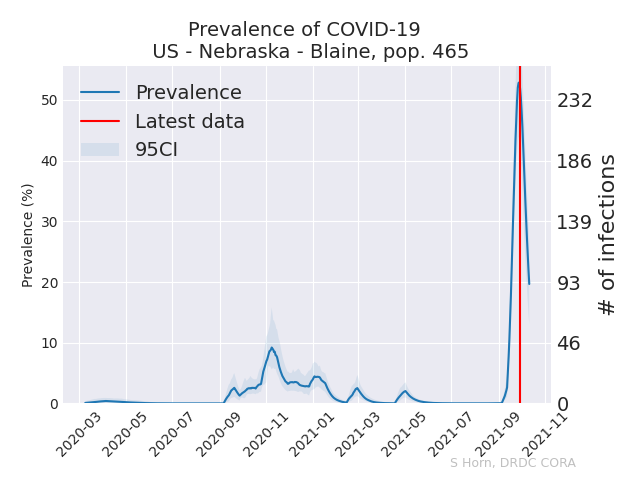 Prevalence of COVID-19
US - Nebraska - Blaine, pop. 465
Prevalence
Latest data
95CI
Prevalence (%)
50
40
30
20
10
0
# of infections
232
186
139
93
46
0
2020-03
2020-05
2020-07
2020-09
2020-11
2021-01
2021-03
2021-05
2021-07
2021-09
2021-11
S Horn, DRDC CORA